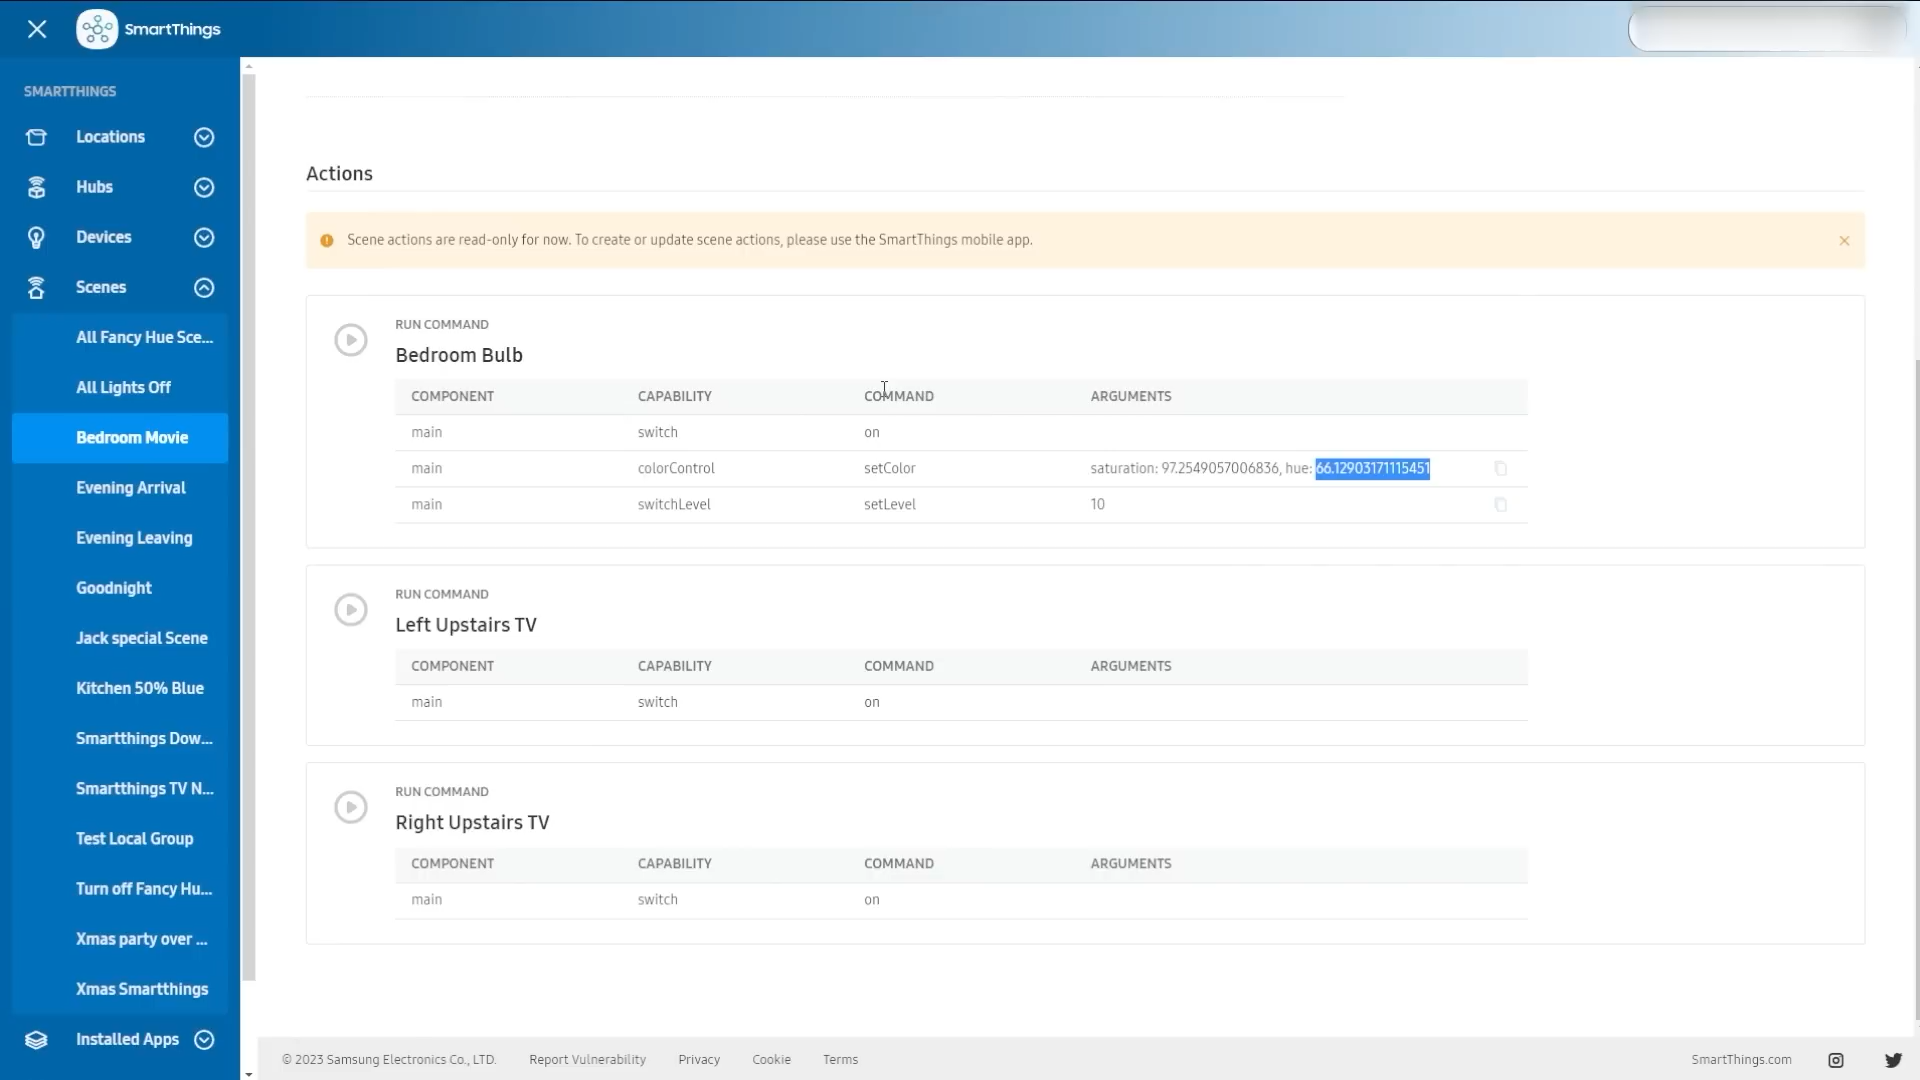 SmartThings
SMARTTHINGS
Locations
Hubs
Devices
Scenes
All Fancy Hue Sce...
All Lights Off
Bedroom Movie
Evening Arrival
Evening Leaving
Goodnight
Jack special Scene
Kitchen 50% Blue
Smartthings Dow...
Smartthings TV N...
Test Local Group
Turn off Fancy Hu...
Xmas party over ...
Xmas Smartthings
Installed Apps
Actions
Scene actions are read-only for now. To create or update scene actions, please use the SmartThings mobile app.
RUN COMMAND
Bedroom Bulb
COMPONENT CAPABILITY COMMAND ARGUMENTS
main switch on
main colorControl setColor saturation: 97.2549057006836, hue: 66.12903171115451
main switchLevel setLevel 10
RUN COMMAND
Left Upstairs TV
COMPONENT CAPABILITY COMMAND ARGUMENTS
main switch on
RUN COMMAND
Right Upstairs TV
COMPONENT CAPABILITY COMMAND ARGUMENTS
main switch on
© 2023 Samsung Electronics Co., LTD. Report Vulnerability Privacy Cookie Terms SmartThings.com